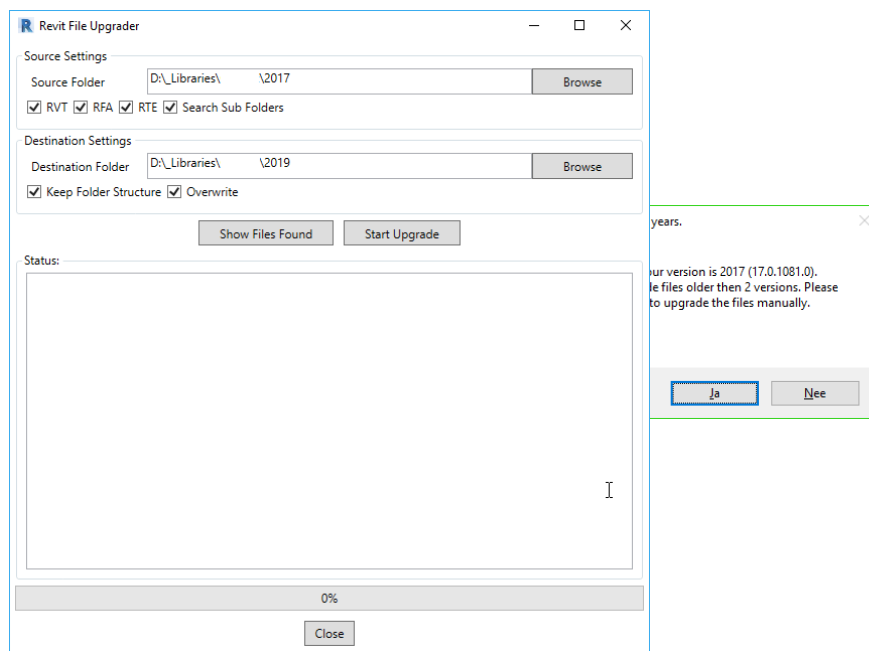 Revit File Upgrader
Source Settings
Source Folder D:\_Libraries\ \2017 Browse
RVT RFA RTE Search Sub Folders
Destination Settings
Destination Folder D:\_Libraries\ \2019 Browse
Keep Folder Structure Overwrite
Show Files Found Start Upgrade
Status:
0%
Close
years.
version is 2017 (17.0.1081.0).
files older then 2 versions. Please
to upgrade the files manually.
Ja Nee